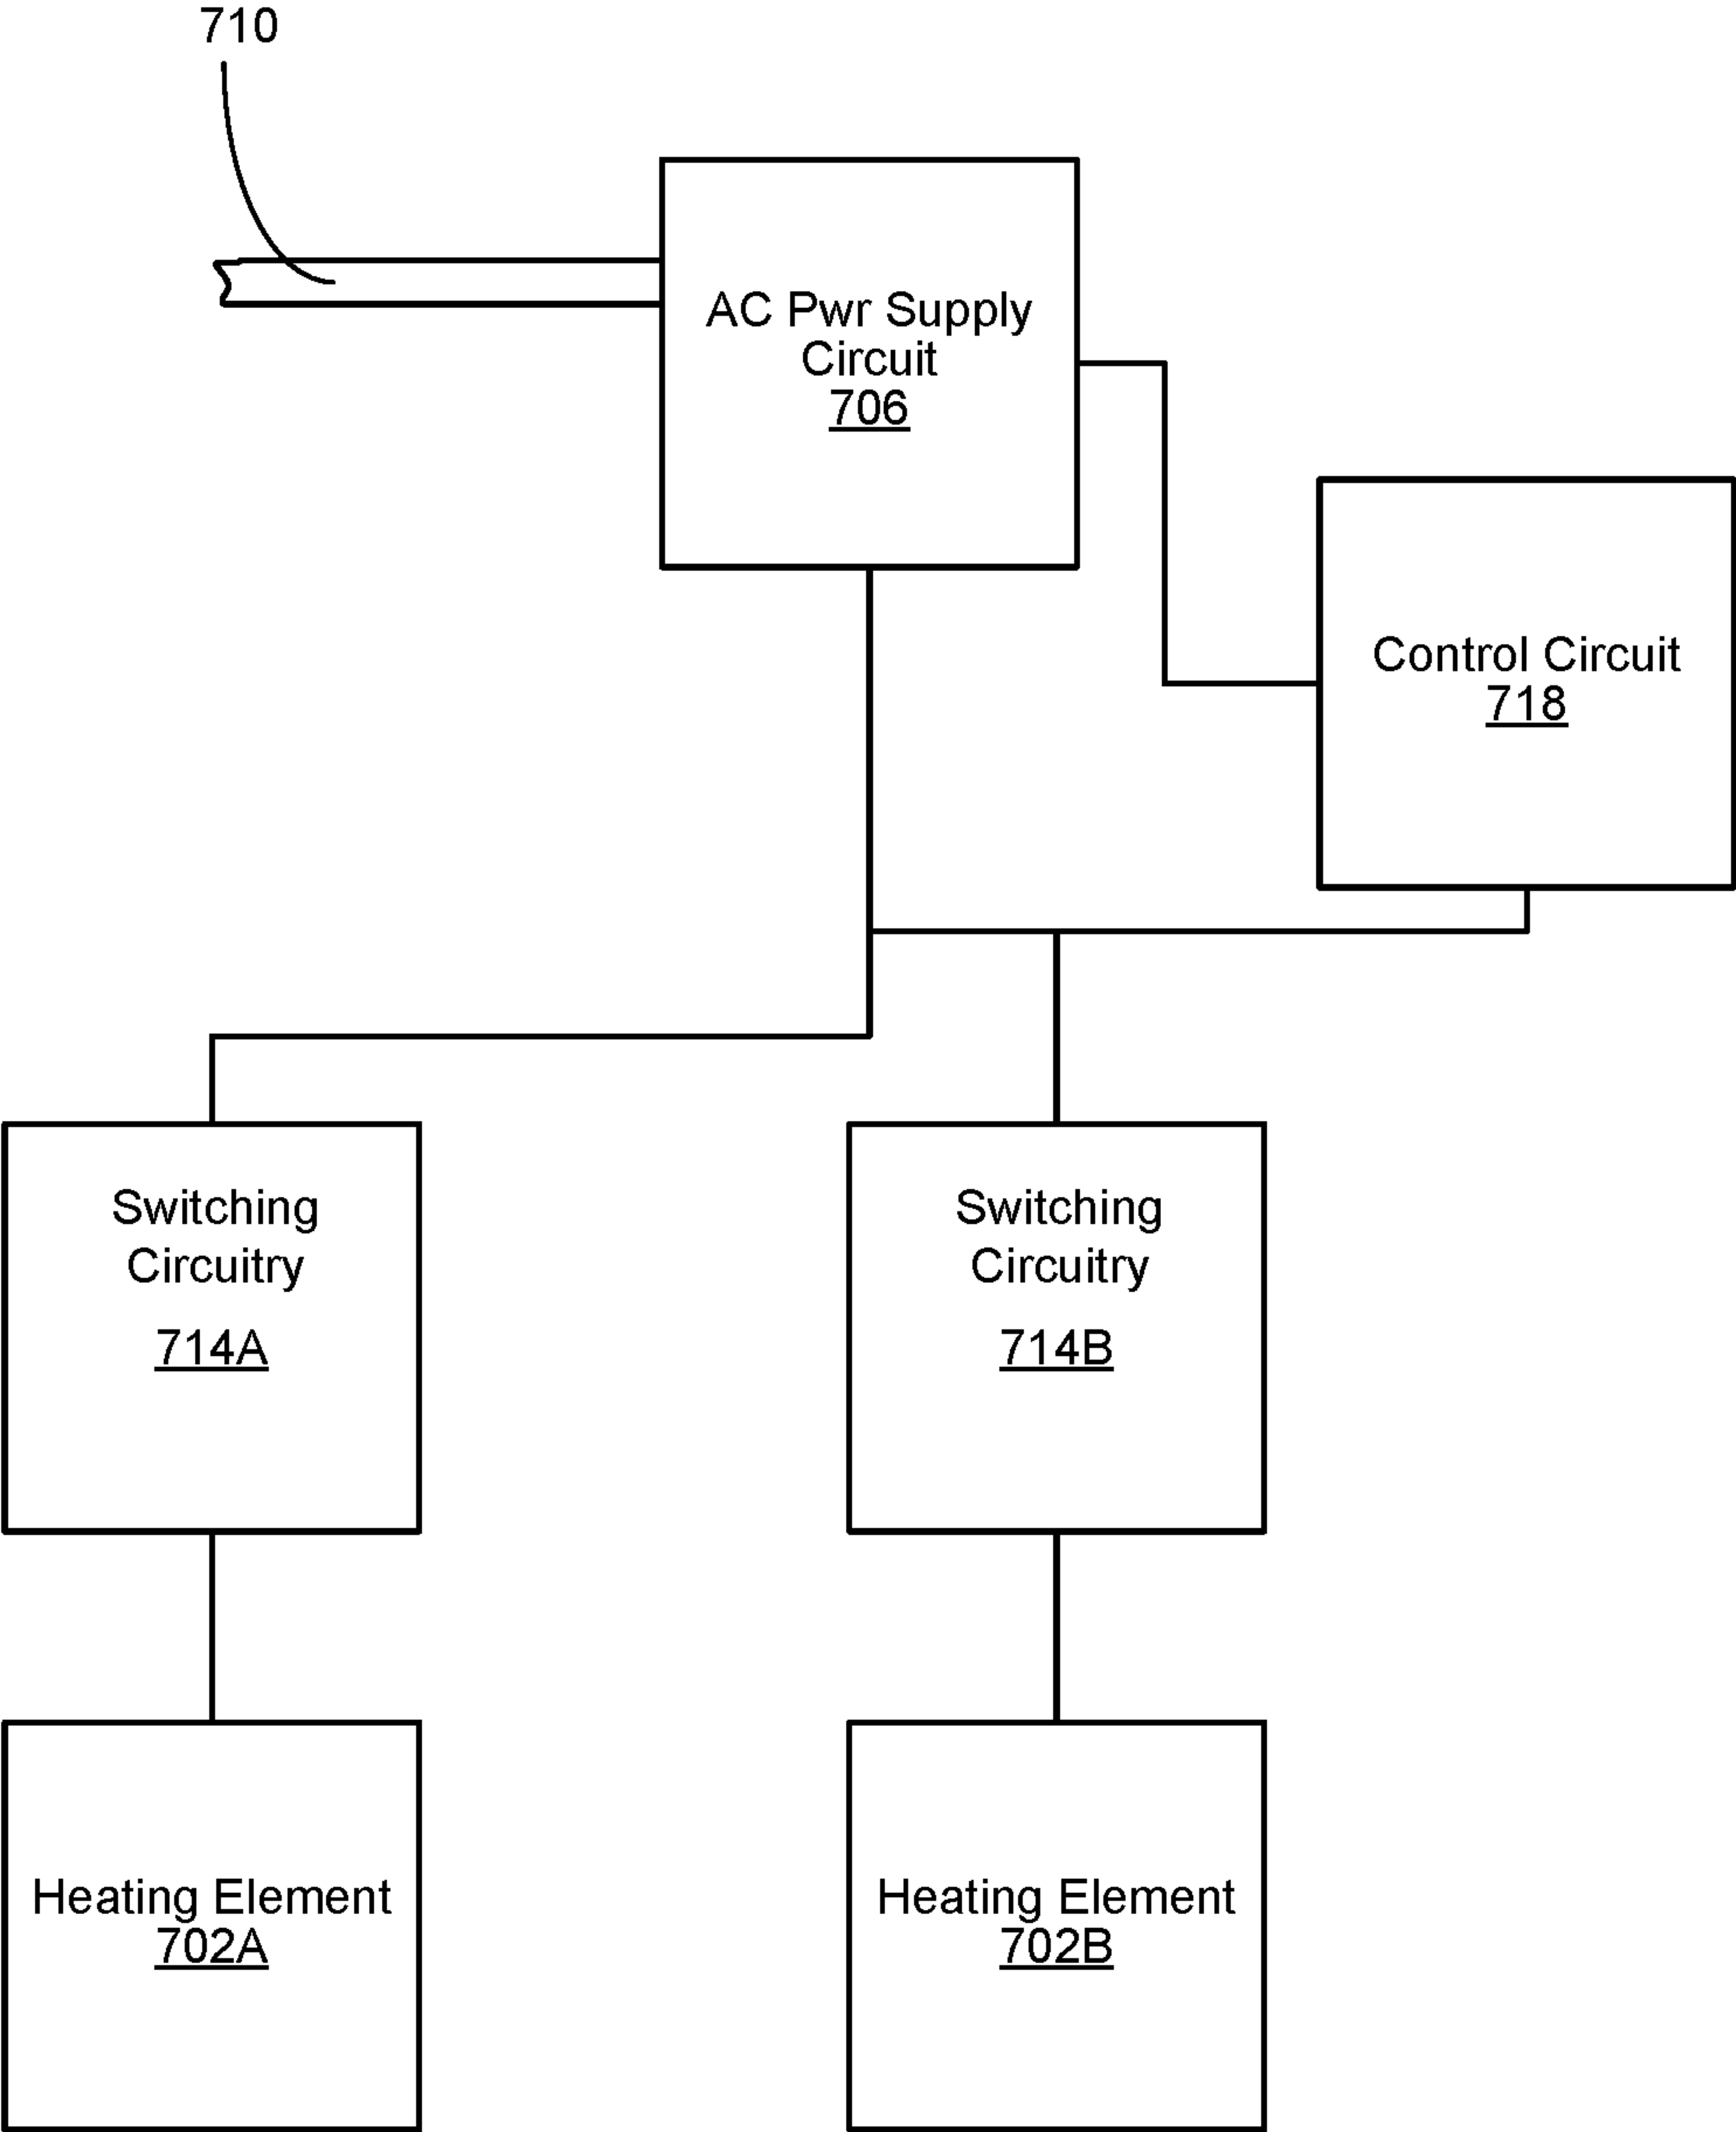 710
AC Pwr Supply
Circuit
706
Control Circuit
718
Switching
Circuitry
714A
Switching
Circuitry
714B
Heating Element
702A
Heating Element
702B